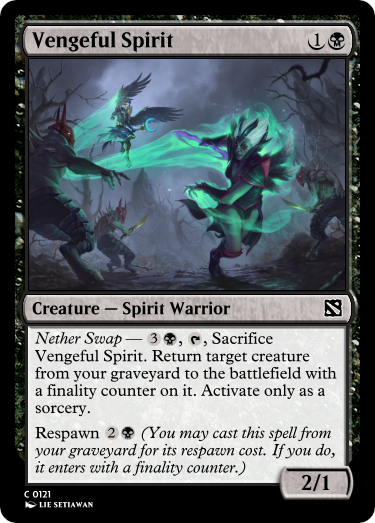 Vengeful Spirit 1
Creature — Spirit Warrior
Nether Swap — 3 , , Sacrifice
Vengeful Spirit. Return target creature
from your graveyard to the battlefield with
a finality counter on it. Activate only as a
sorcery.
Respawn 2 (You may cast this spell
from your graveyard for its respawn cost. If you do,
it enters with a finality counter.)
2/1
C 0121
LIE SETIAWAN